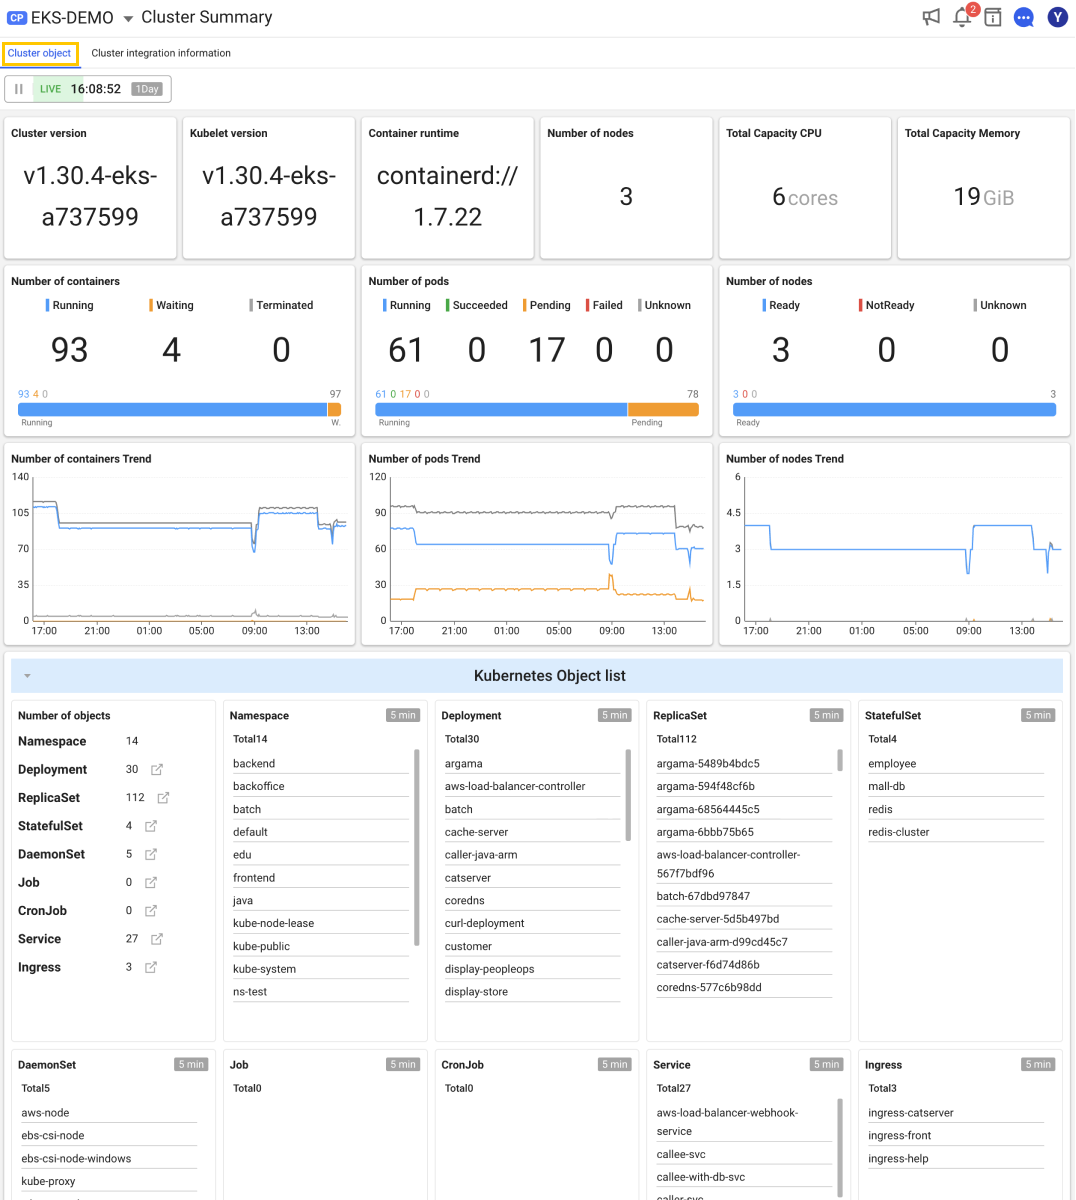 CP EKS-DEMO Cluster Summary
2
Y
Cluster object Cluster integration information
LIVE 16:08:52 1Day
Cluster version
v1.30.4-eks-
a737599
Kubelet version
v1.30.4-eks-
a737599
Container runtime
containerd://
1.7.22
Number of nodes
3
Total Capacity CPU
6 cores
Total Capacity Memory
19 GiB
Number of containers
Running Waiting Terminated
93 4 0
93 4 0 97
Running W.
Number of pods
Running Succeeded Pending Failed Unknown
61 0 17 0 0
61 0 17 0 0 78
Running Pending
Number of nodes
Ready NotReady Unknown
3 0 0
3 0 0 3
Ready
Number of containers Trend
140
105
70
35
0
17:00 21:00 01:00 05:00 09:00 13:00
Number of pods Trend
120
90
60
30
0
17:00 21:00 01:00 05:00 09:00 13:00
Number of nodes Trend
6
4.5
3
1.5
0
17:00 21:00 01:00 05:00 09:00 13:00
Kubernetes Object list
Number of objects
Namespace 14
Deployment 30
ReplicaSet 112
StatefulSet 4
DaemonSet 5
Job 0
CronJob 0
Service 27
Ingress 3
Namespace 5 min
Total14
backend
backoffice
batch
default
edu
frontend
java
kube-node-lease
kube-public
kube-system
ns-test
Deployment 5 min
Total30
argama
aws-load-balancer-controller
batch
cache-server
caller-java-arm
catserver
coredns
curl-deployment
customer
display-peopleops
display-store
ReplicaSet 5 min
Total112
argama-5489b4bdc5
argama-594f48cf6b
argama-68564445c5
argama-6bbb75b65
aws-load-balancer-controller-
567f7bdf96
batch-67dbd97847
cache-server-5d5b497bd
caller-java-arm-d99cd45c7
catserver-f6d74d86b
coredns-577c6b98dd
StatefulSet 5 min
Total4
employee
mall-db
redis
redis-cluster
DaemonSet 5 min
Total5
aws-node
ebs-csi-node
ebs-csi-node-windows
kube-proxy
Job 5 min
Total0
CronJob 5 min
Total0
Service 5 min
Total27
aws-load-balancer-webhook-
service
callee-svc
callee-with-db-svc
caller-svc
Ingress 5 min
Total3
ingress-catserver
ingress-front
ingress-help